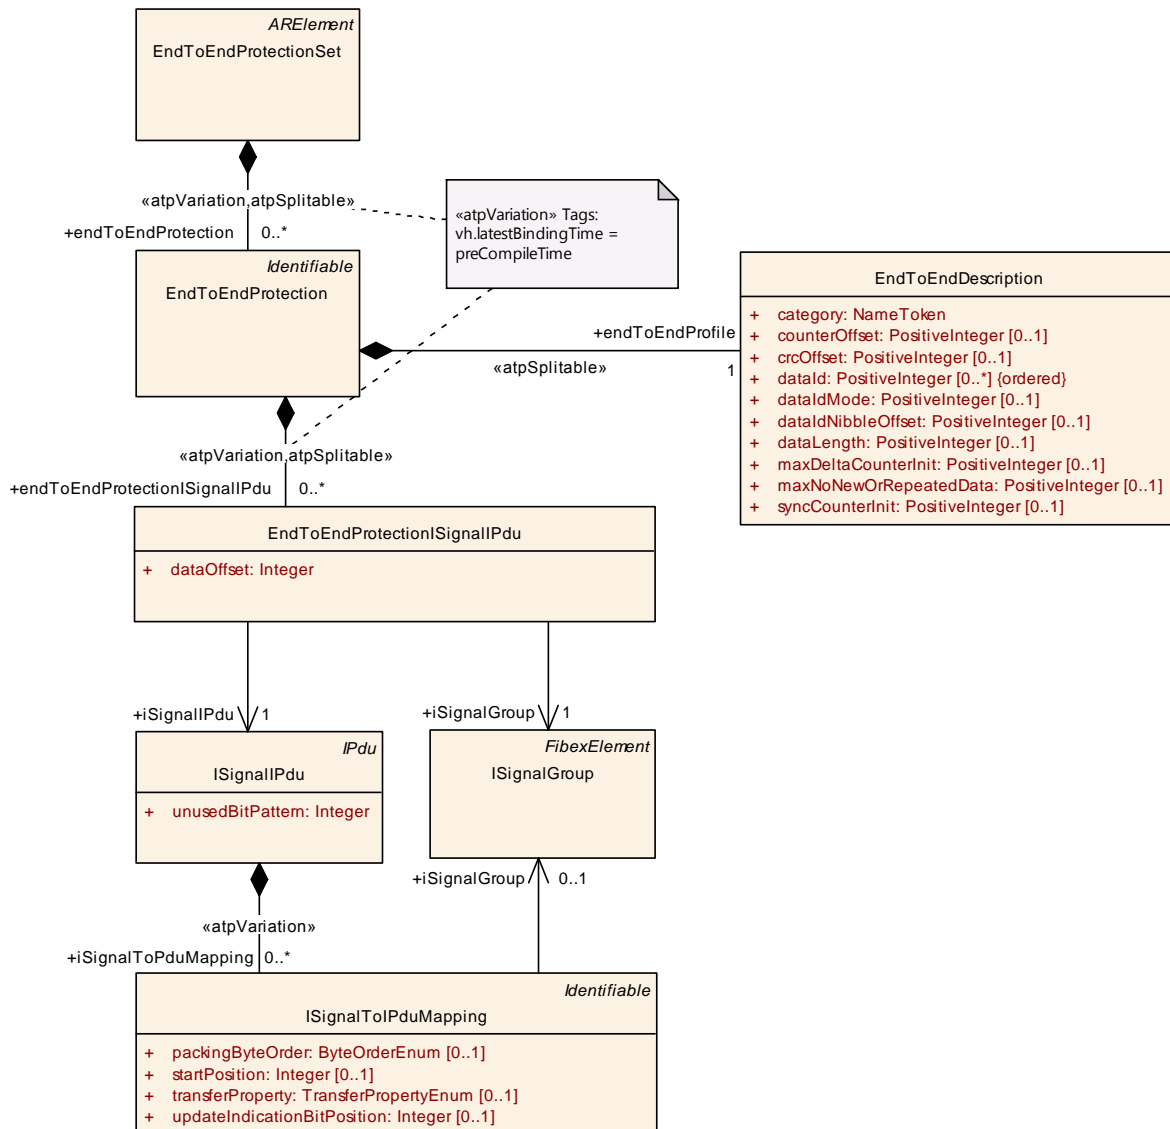 ARElement
EndToEndProtectionSet
«atpVariation,atpSplitable»
+endToEndProtection 0..*
«atpVariation» Tags:
vh.latestBindingTime =
preCompileTime
Identifiable
EndToEndProtection
+endToEndProfile
«atpSplitable»
1
EndToEndDescription
+ category: NameToken
+ counterOffset: PositiveInteger [0..1]
+ crcOffset: PositiveInteger [0..1]
+ dataId: PositiveInteger [0..*] {ordered}
+ dataIdMode: PositiveInteger [0..1]
+ dataIdNibbleOffset: PositiveInteger [0..1]
+ dataLength: PositiveInteger [0..1]
+ maxDeltaCounterInit: PositiveInteger [0..1]
+ maxNoNewOrRepeatedData: PositiveInteger [0..1]
+ syncCounterInit: PositiveInteger [0..1]
«atpVariation,atpSplitable»
+endToEndProtectionISignalIPdu 0..*
EndToEndProtectionISignalIPdu
+ dataOffset: Integer
+iSignalIPdu 1
+iSignalGroup 1
IPdu
ISignalIPdu
+ unusedBitPattern: Integer
FibexElement
ISignalGroup
+iSignalGroup 0..1
«atpVariation»
+iSignalToPduMapping 0..*
Identifiable
ISignalToIPduMapping
+ packingByteOrder: ByteOrderEnum [0..1]
+ startPosition: Integer [0..1]
+ transferProperty: TransferPropertyEnum [0..1]
+ updateIndicationBitPosition: Integer [0..1]